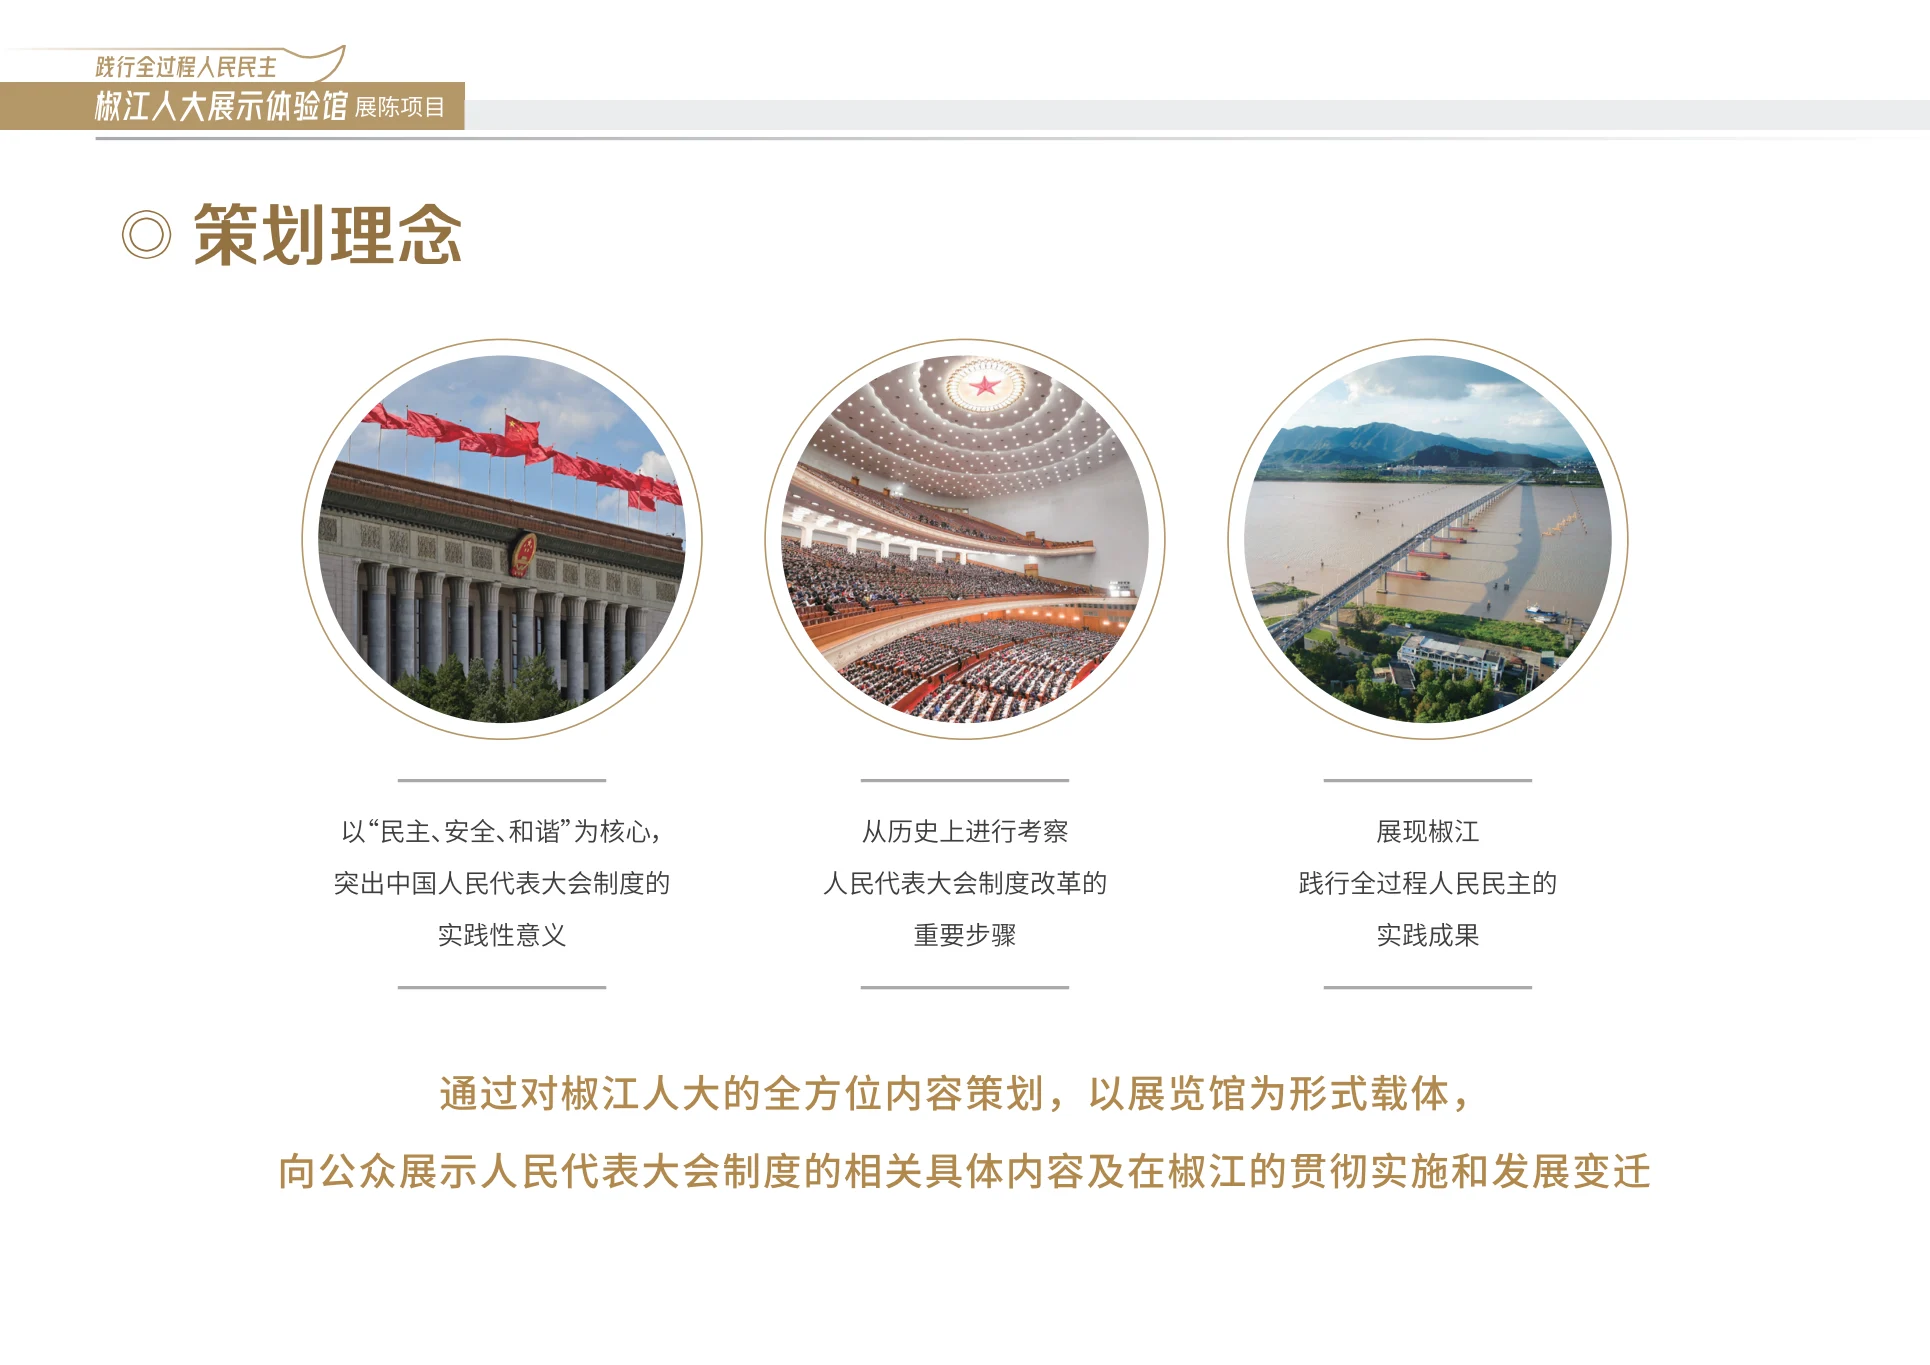 践行全过程人民民主
椒江人大展示体验馆 展陈项目
◎ 策划理念
以“民主、安全、和谐”为核心，
突出中国人民代表大会制度的
实践性意义
从历史上进行考察
人民代表大会制度改革的
重要步骤
展现椒江
践行全过程人民民主的
实践成果
通过对椒江人大的全方位内容策划，以展览馆为形式载体，
向公众展示人民代表大会制度的相关具体内容及在椒江的贯彻实施和发展变迁